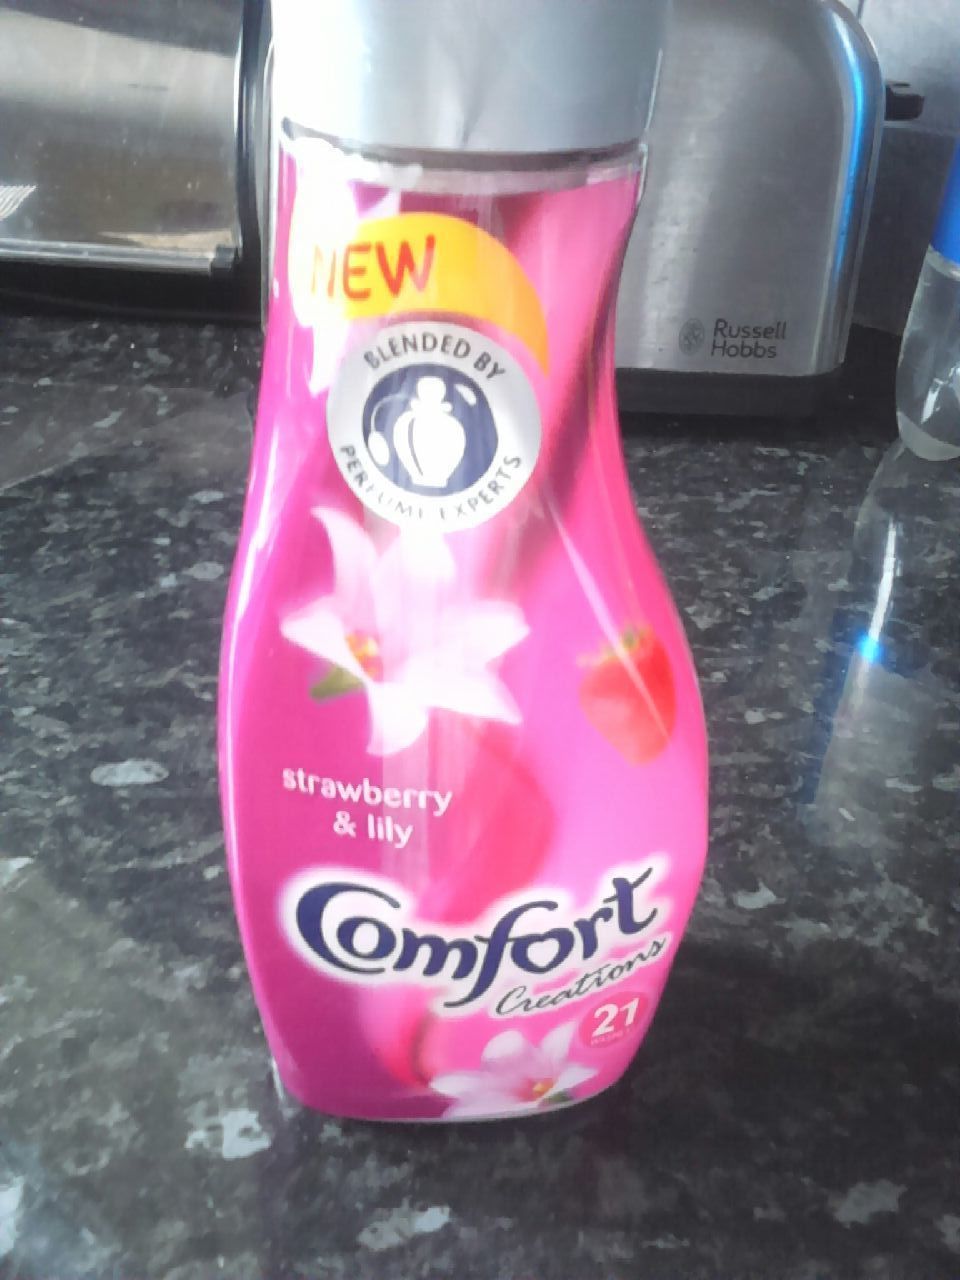 NEW
BLENDED BY
PERFUME EXPERTS
Russell
Hobbs
strawberry
& lily
Comfort
Creations
21